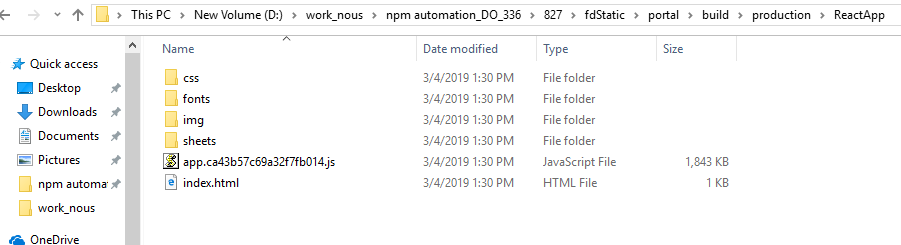 This PC > New Volume (D:) > work_nous > npm automation_DO_336 > 827 > fdStatic > portal > build > production > ReactApp
Name Date modified Type Size
Quick access
Desktop
Downloads
Documents
Pictures
npm automa
work_nous
OneDrive
css 3/4/2019 1:30 PM File folder
fonts 3/4/2019 1:30 PM File folder
img 3/4/2019 1:30 PM File folder
sheets 3/4/2019 1:30 PM File folder
app.ca43b57c69a32f7fb014.js 3/4/2019 1:30 PM JavaScript File 1,843 KB
index.html 3/4/2019 1:30 PM HTML File 1 KB